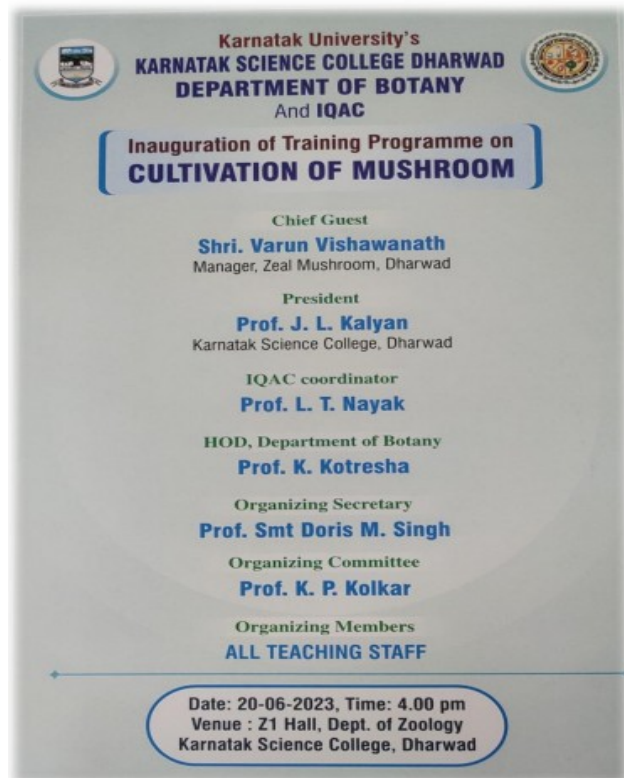 Karnatak University's
KARNATAK SCIENCE COLLEGE DHARWAD
DEPARTMENT OF BOTANY
And IQAC
Inauguration of Training Programme on
CULTIVATION OF MUSHROOM
Chief Guest
Shri. Varun Vishawanath
Manager, Zeal Mushroom, Dharwad
President
Prof. J. L. Kalyan
Karnatak Science College, Dharwad
IQAC coordinator
Prof. L. T. Nayak
HOD, Department of Botany
Prof. K. Kotresha
Organizing Secretary
Prof. Smt Doris M. Singh
Organizing Committee
Prof. K. P. Kolkar
Organizing Members
ALL TEACHING STAFF
Date: 20-06-2023, Time: 4.00 pm
Venue : Z1 Hall, Dept. of Zoology
Karnatak Science College, Dharwad